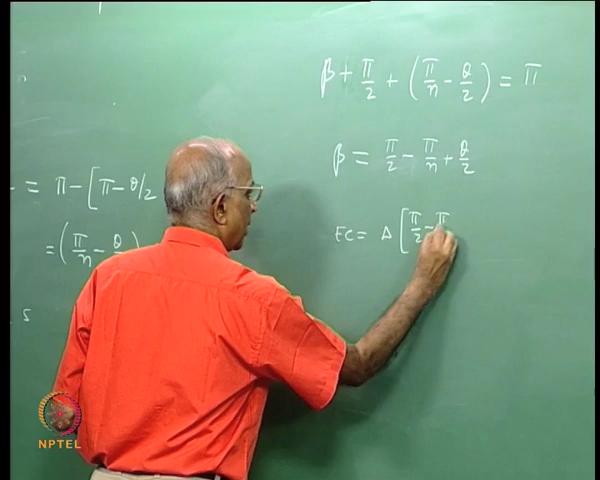 β + π/2 + (π/n - θ/2) = π
β = π/2 - π/n + θ/2
= π - [π - θ/2
= (π/n - θ
EC = Δ [π/2 - π
s
NPTEL